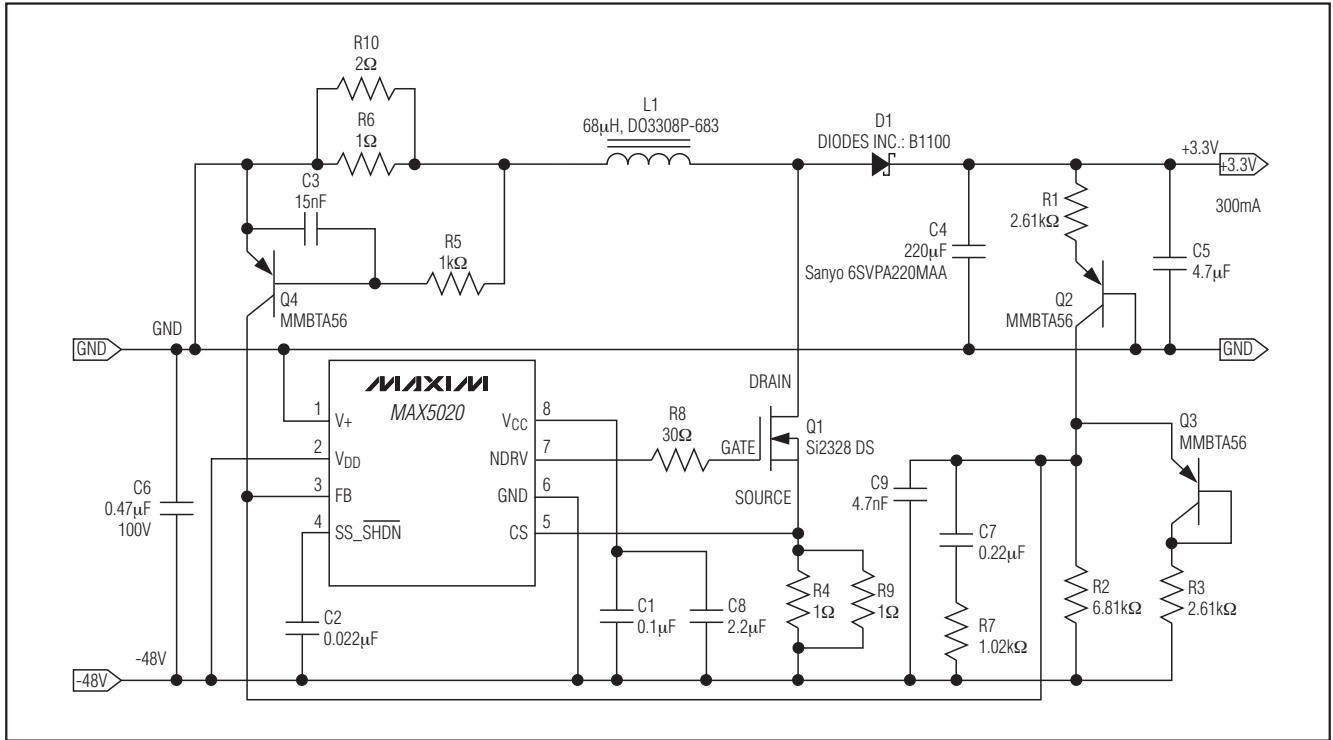 R10
2Ω
R6
1Ω
L1
68μH, DO3308P-683
D1
DIODES INC.: B1100
+3.3V
+3.3V
300mA
C3
15nF
R5
1kΩ
Q4
MMBTA56
R1
2.61kΩ
C4
220μF
Sanyo 6SVPA220MAA
C5
4.7μF
Q2
MMBTA56
GND
GND
GND
MAXIM
MAX5020
1
V+
2
VDD
3
FB
4
SS_SHDN
8
VCC
7
NDRV
6
GND
5
CS
R8
30Ω
DRAIN
GATE
Q1
Si2328 DS
SOURCE
Q3
MMBTA56
C6
0.47μF
100V
C9
4.7nF
C7
0.22μF
R4
1Ω
R9
1Ω
R2
6.81kΩ
R3
2.61kΩ
C2
0.022μF
C1
0.1μF
C8
2.2μF
R7
1.02kΩ
-48V
-48V